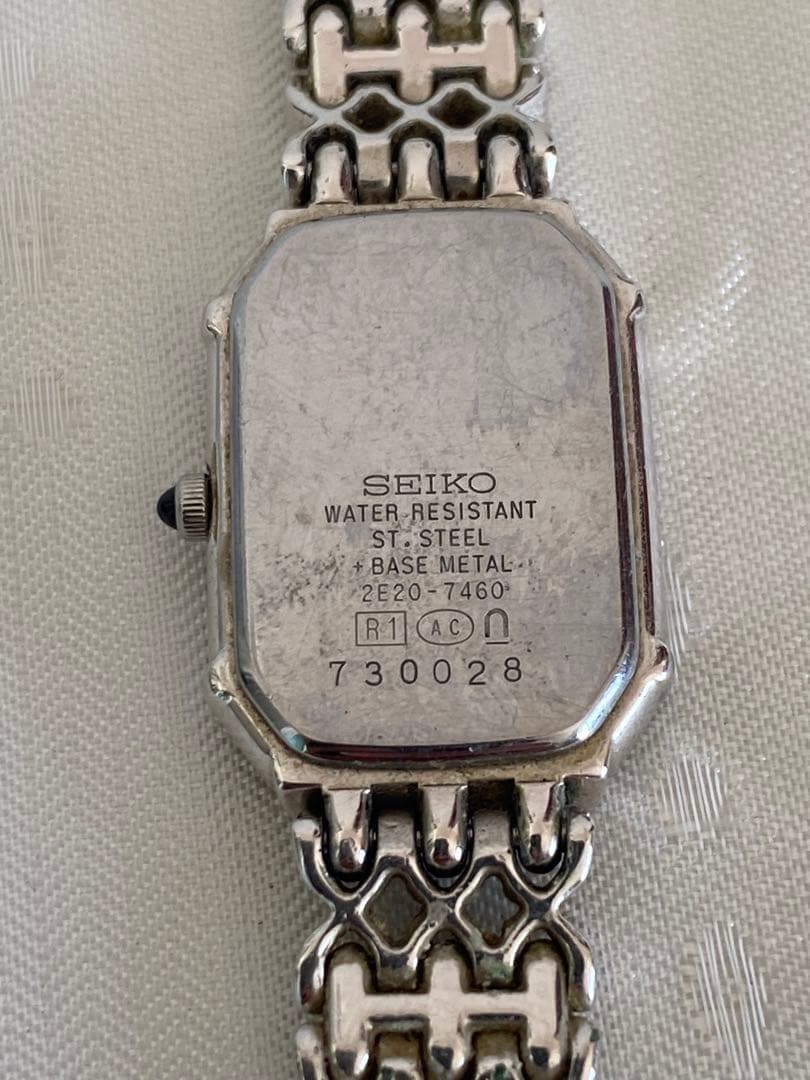 SEIKO
WATER RESISTANT
ST. STEEL
+ BASE METAL
2E20-7460
R1 AC
730028